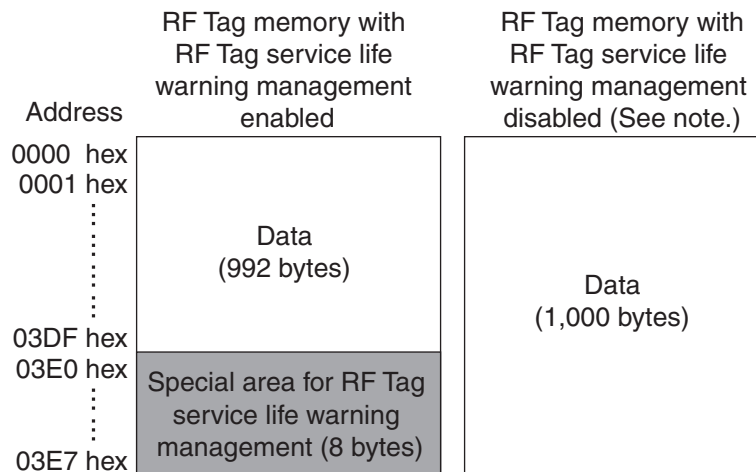 RF Tag memory with
RF Tag service life
warning management
enabled
RF Tag memory with
RF Tag service life
warning management
disabled (See note.)
Address
0000 hex
0001 hex
03DF hex
03E0 hex
03E7 hex
Data
(992 bytes)
Special area for RF Tag
service life warning
management (8 bytes)
Data
(1,000 bytes)